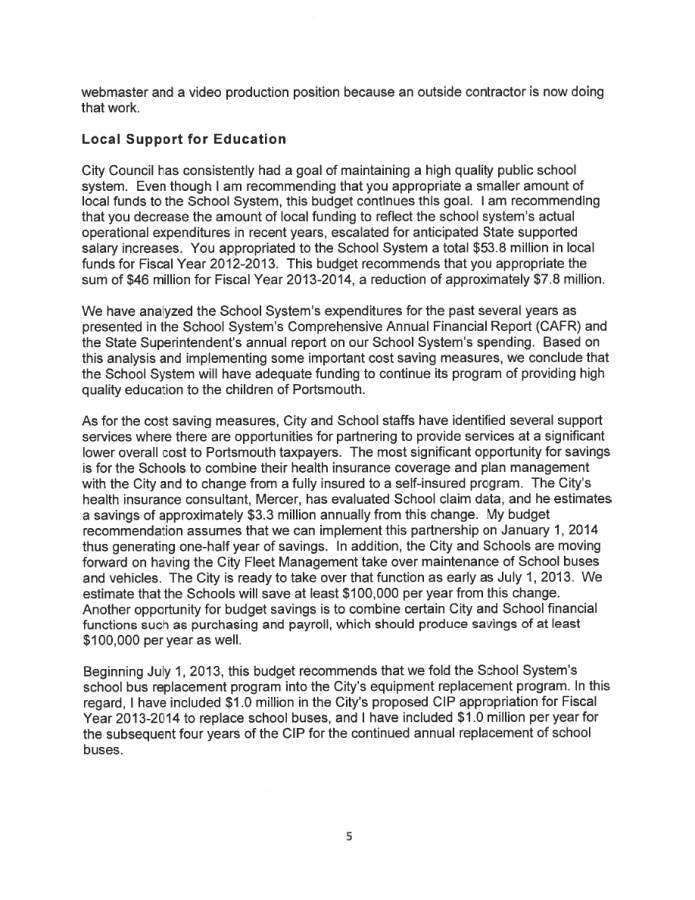 webmaster and a video production position because an outside contractor is now doing
that work.
Local Support for Education
City Council has consistently had a goal of maintaining a high quality public school
system. Even though I am recommending that you appropriate a smaller amount of
local funds to the School System, this budget continues this goal. I am recommending
that you decrease the amount of local funding to reflect the school system's actual
operational expenditures in recent years, escalated for anticipated State supported
salary increases. You appropriated to the School System a total $53.8 million in local
funds for Fiscal Year 2012-2013. This budget recommends that you appropriate the
sum of $46 million for Fiscal Year 2013-2014, a reduction of approximately $7.8 million.
We have analyzed the School System's expenditures for the past several years as
presented in the School System's Comprehensive Annual Financial Report (CAFR) and
the State Superintendent's annual report on our School System's spending. Based on
this analysis and implementing some important cost saving measures, we conclude that
the School System will have adequate funding to continue its program of providing high
quality education to the children of Portsmouth.
As for the cost saving measures, City and School staffs have identified several support
services where there are opportunities for partnering to provide services at a significant
lower overall cost to Portsmouth taxpayers. The most significant opportunity for savings
is for the Schools to combine their health insurance coverage and plan management
with the City and to change from a fully insured to a self-insured program. The City's
health insurance consultant, Mercer, has evaluated School claim data, and he estimates
a savings of approximately $3.3 million annually from this change. My budget
recommendation assumes that we can implement this partnership on January 1, 2014
thus generating one-half year of savings. In addition, the City and Schools are moving
forward on having the City Fleet Management take over maintenance of School buses
and vehicles. The City is ready to take over that function as early as July 1, 2013. We
estimate that the Schools will save at least $100,000 per year from this change.
Another opportunity for budget savings is to combine certain City and School financial
functions such as purchasing and payroll, which should produce savings of at least
$100,000 per year as well.
Beginning July 1, 2013, this budget recommends that we fold the School System's
school bus replacement program into the City's equipment replacement program. In this
regard, I have included $1.0 million in the City's proposed CIP appropriation for Fiscal
Year 2013-2014 to replace school buses, and I have included $1.0 million per year for
the subsequent four years of the CIP for the continued annual replacement of school
buses.
5